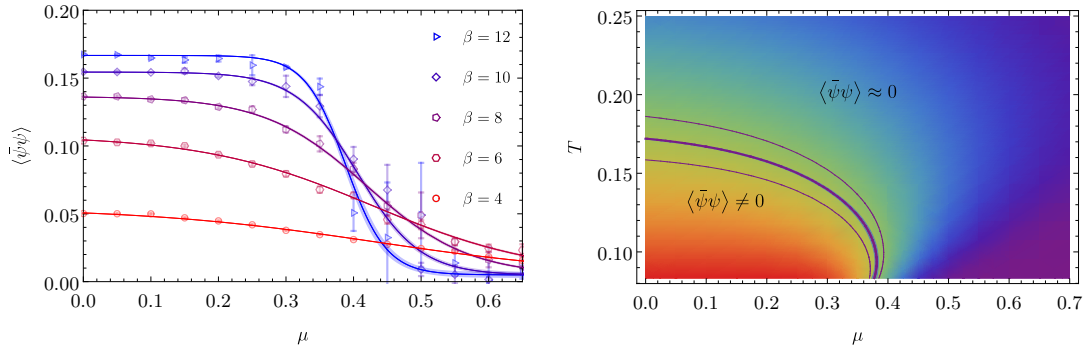 0.20
0.15
0.10
0.05
0.00
⟨ψ̄ψ⟩
0.0 0.1 0.2 0.3 0.4 0.5 0.6
μ
β = 12
β = 10
β = 8
β = 6
β = 4
0.25
0.20
0.15
0.10
T
⟨ψ̄ψ⟩ ≈ 0
⟨ψ̄ψ⟩ ≠ 0
0.0 0.1 0.2 0.3 0.4 0.5 0.6 0.7
μ